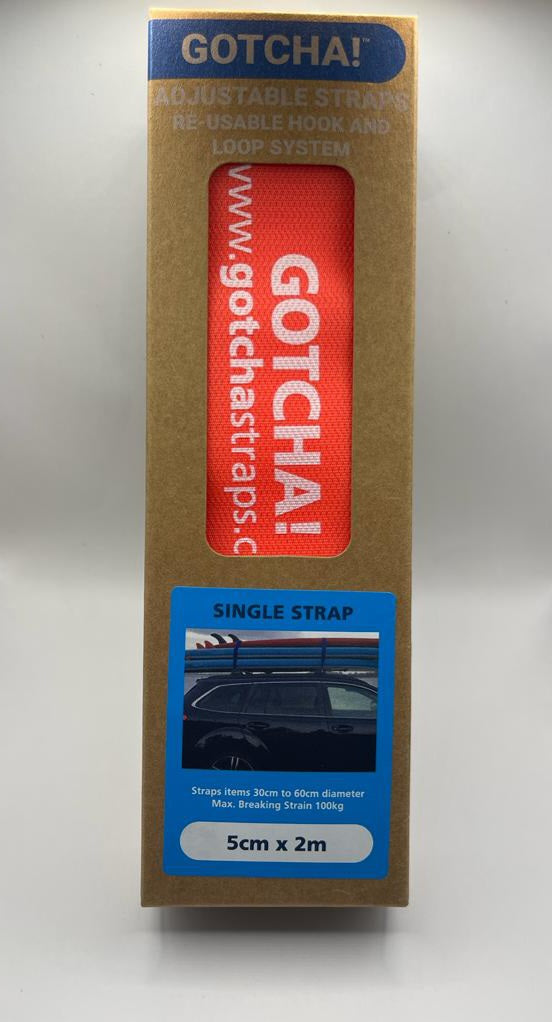 GOTCHA!™
ADJUSTABLE STRAPS
RE-USABLE HOOK AND
LOOP SYSTEM
GOTCHA!
www.gotchastraps.c
SINGLE STRAP
Straps items 30cm to 60cm diameter
Max. Breaking Strain 100kg
5cm x 2m